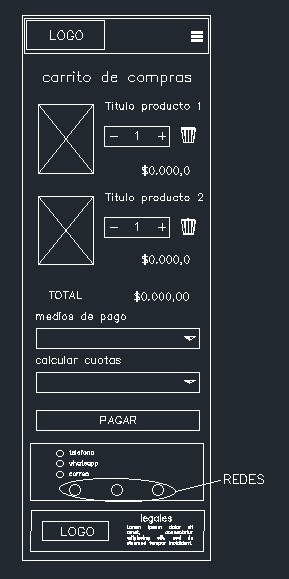 LOGO
carrito de compras
Titulo producto 1
− 1 +
$0.000,0
Titulo producto 2
− 1 +
$0.000,0
TOTAL $0.000,00
medios de pago
calcular cuotas
PAGAR
telefono
whatsapp
correo
REDES
legales
LOGO
Lorem ipsum dolor sit
amet, consectetur
adipiscing elit, sed do
eiusmod tempor incididunt.